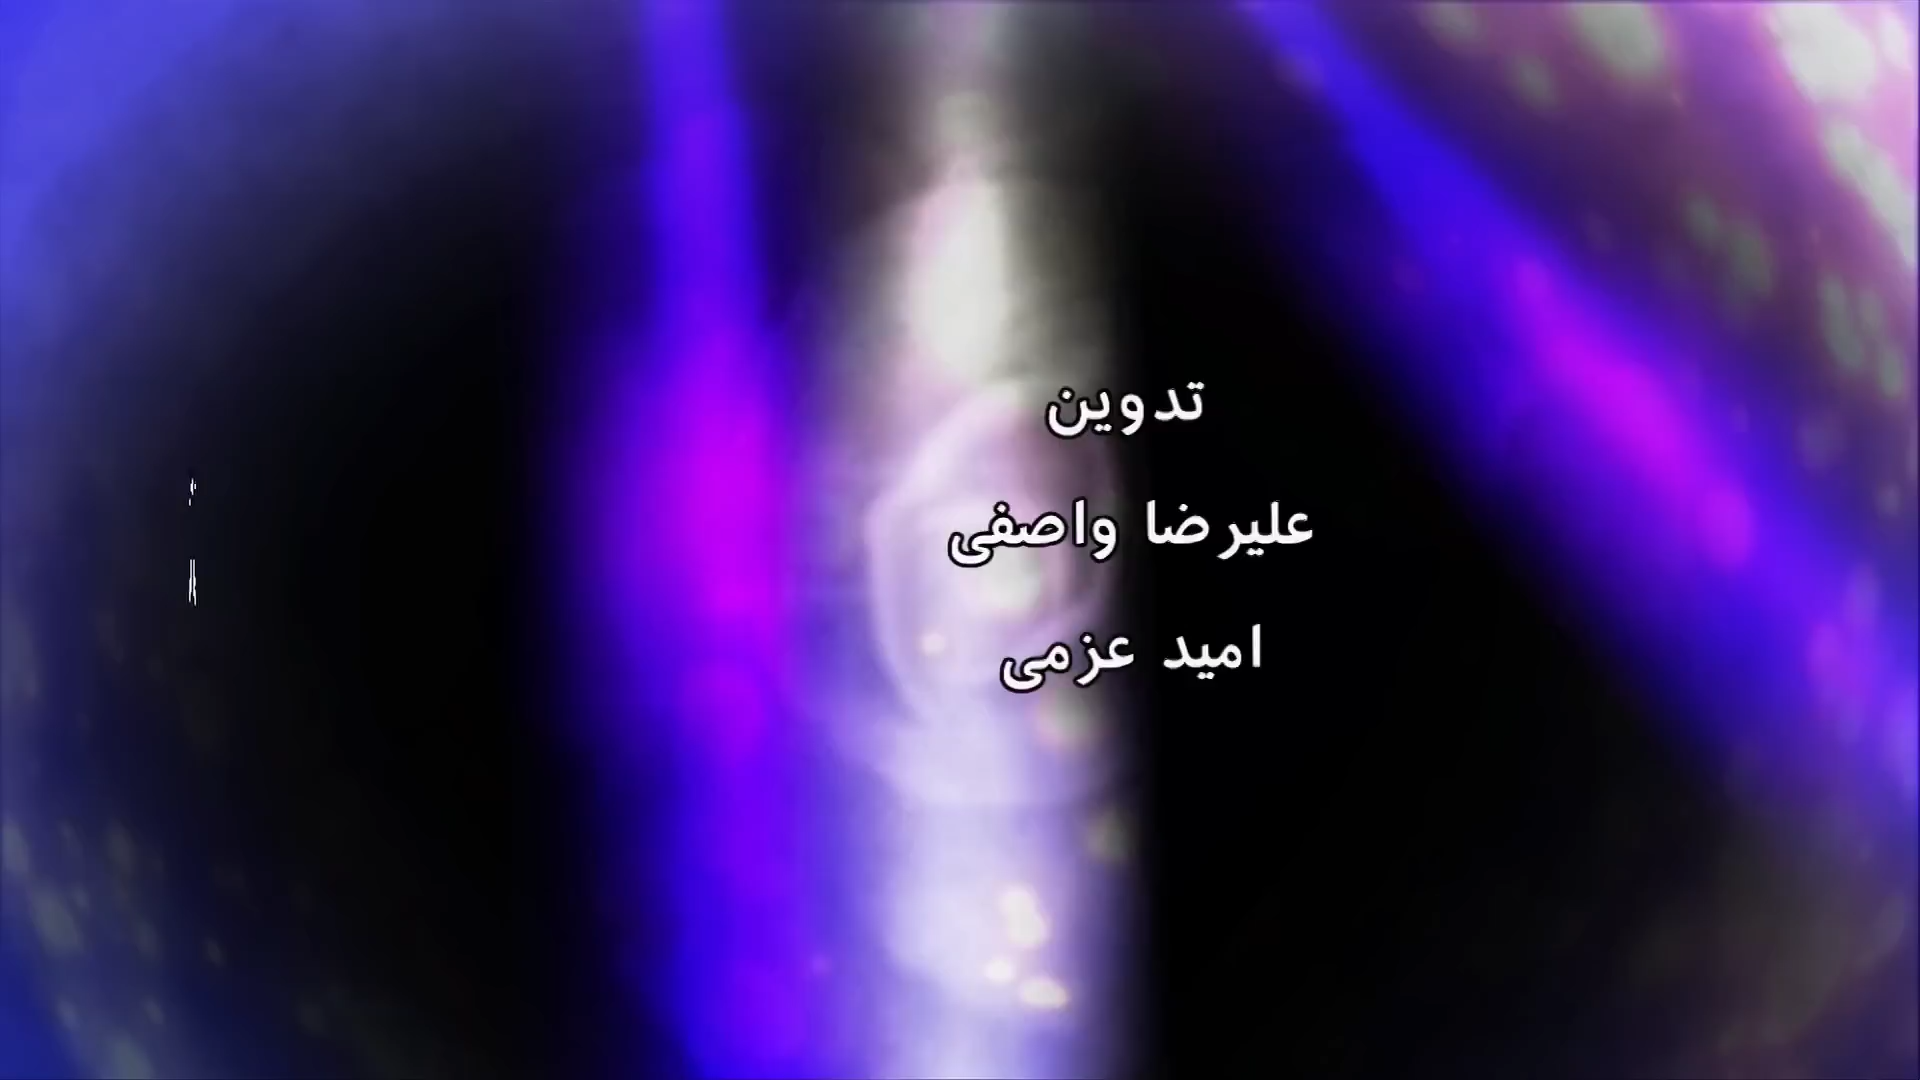 تدوین
علیرضا واصفی
امید عزمی